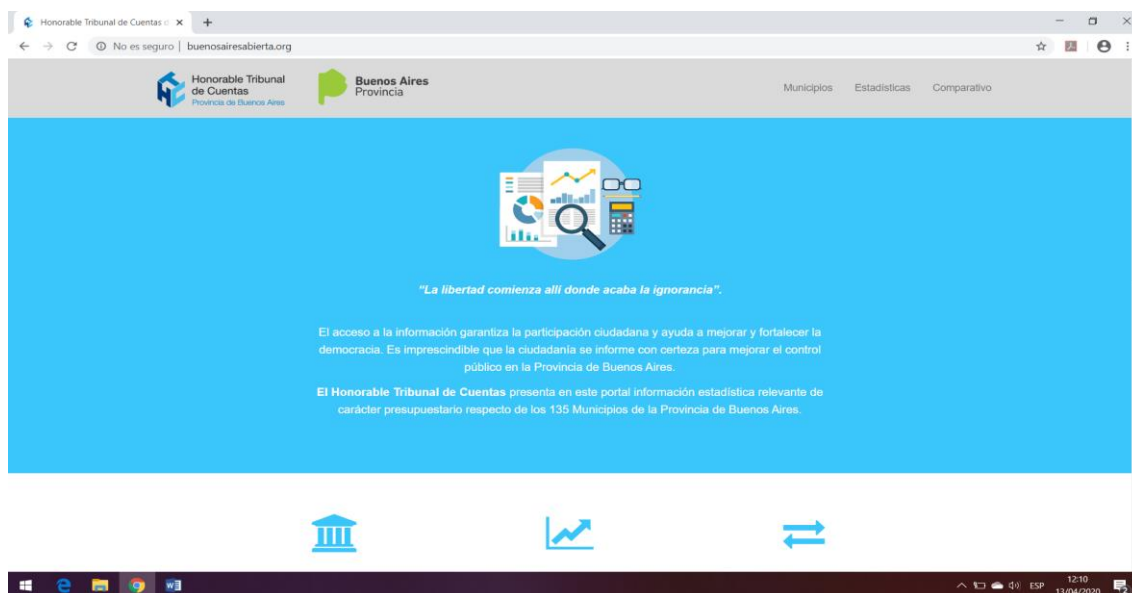 Honorable Tribunal de Cuentas d
No es seguro | buenosairesabierta.org
Honorable Tribunal
de Cuentas
Provincia de Buenos Aires
Buenos Aires
Provincia
Municipios Estadísticas Comparativo
"La libertad comienza allí donde acaba la ignorancia".
El acceso a la información garantiza la participación ciudadana y ayuda a mejorar y fortalecer la
democracia. Es imprescindible que la ciudadanía se informe con certeza para mejorar el control
público en la Provincia de Buenos Aires.
El Honorable Tribunal de Cuentas presenta en este portal información estadística relevante de
carácter presupuestario respecto de los 135 Municipios de la Provincia de Buenos Aires.
ESP
12:10
13/04/2020